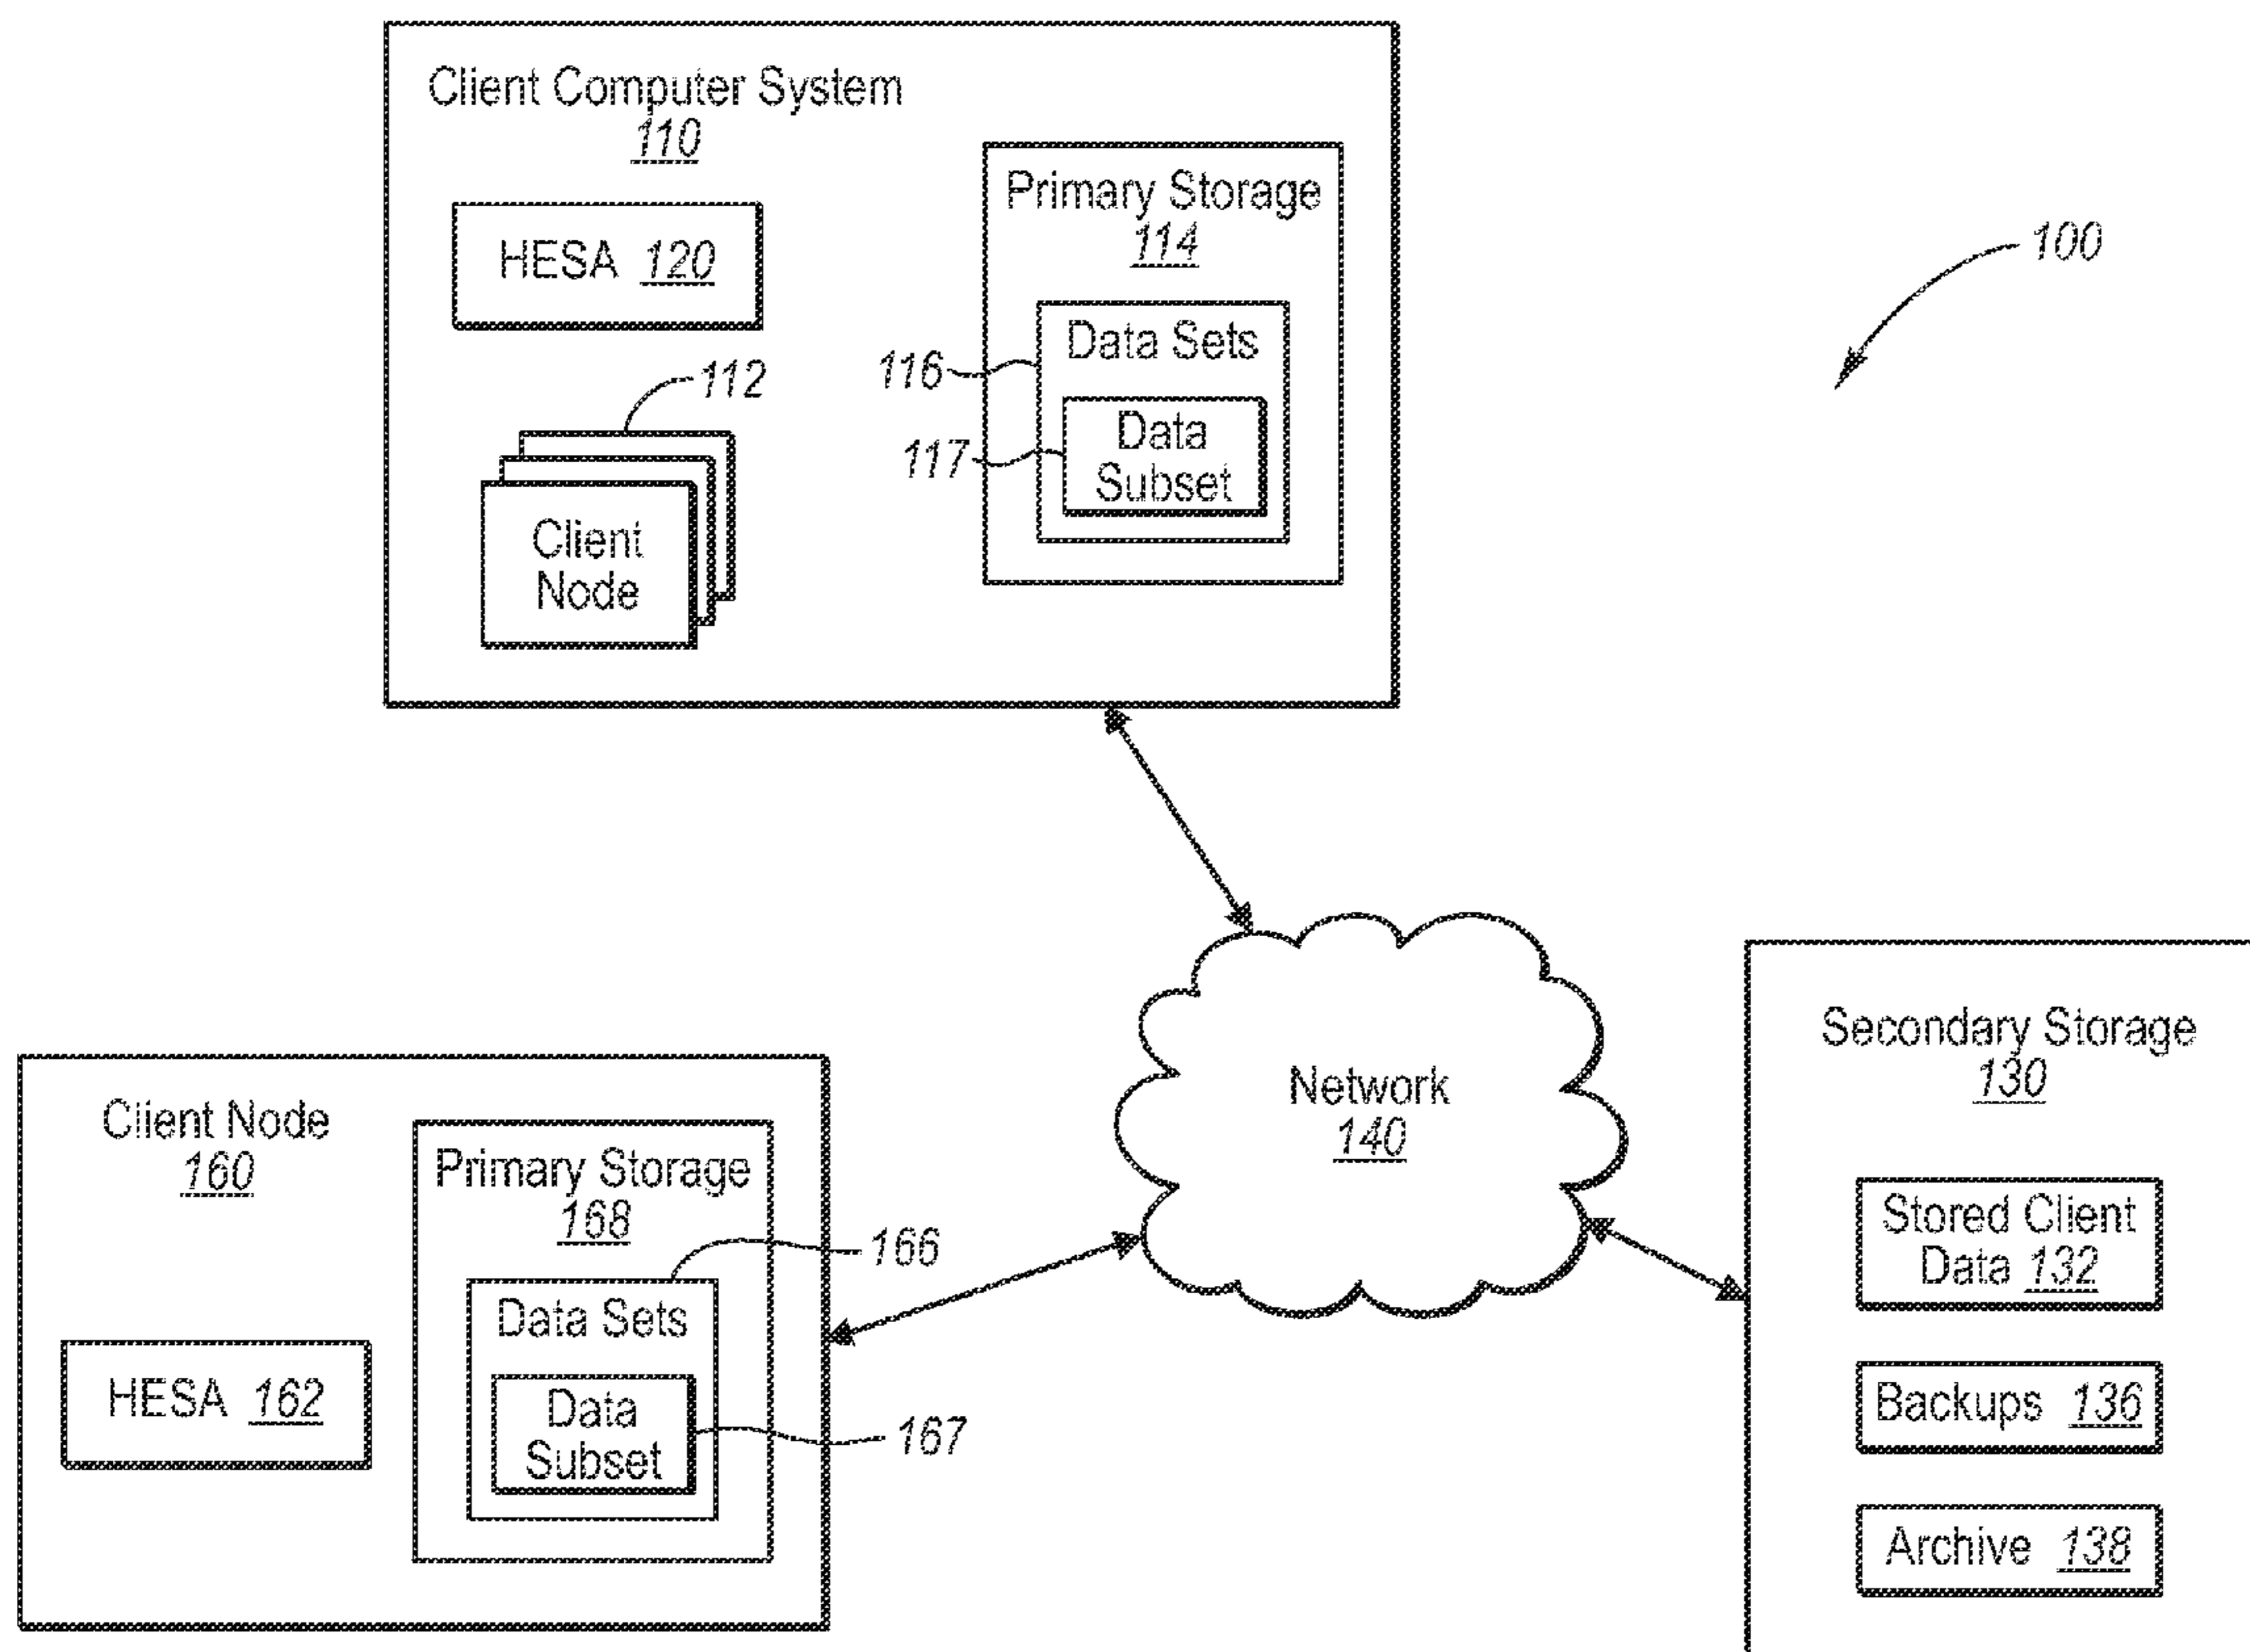 Client Computer System
110
HESA 120
112
Client
Node
Primary Storage
114
Data Sets
116
Data
Subset
117
100
Network
140
Client Node
160
HESA 162
Primary Storage
168
166
Data Sets
Data
Subset
167
Secondary Storage
130
Stored Client
Data 132
Backups 136
Archive 138